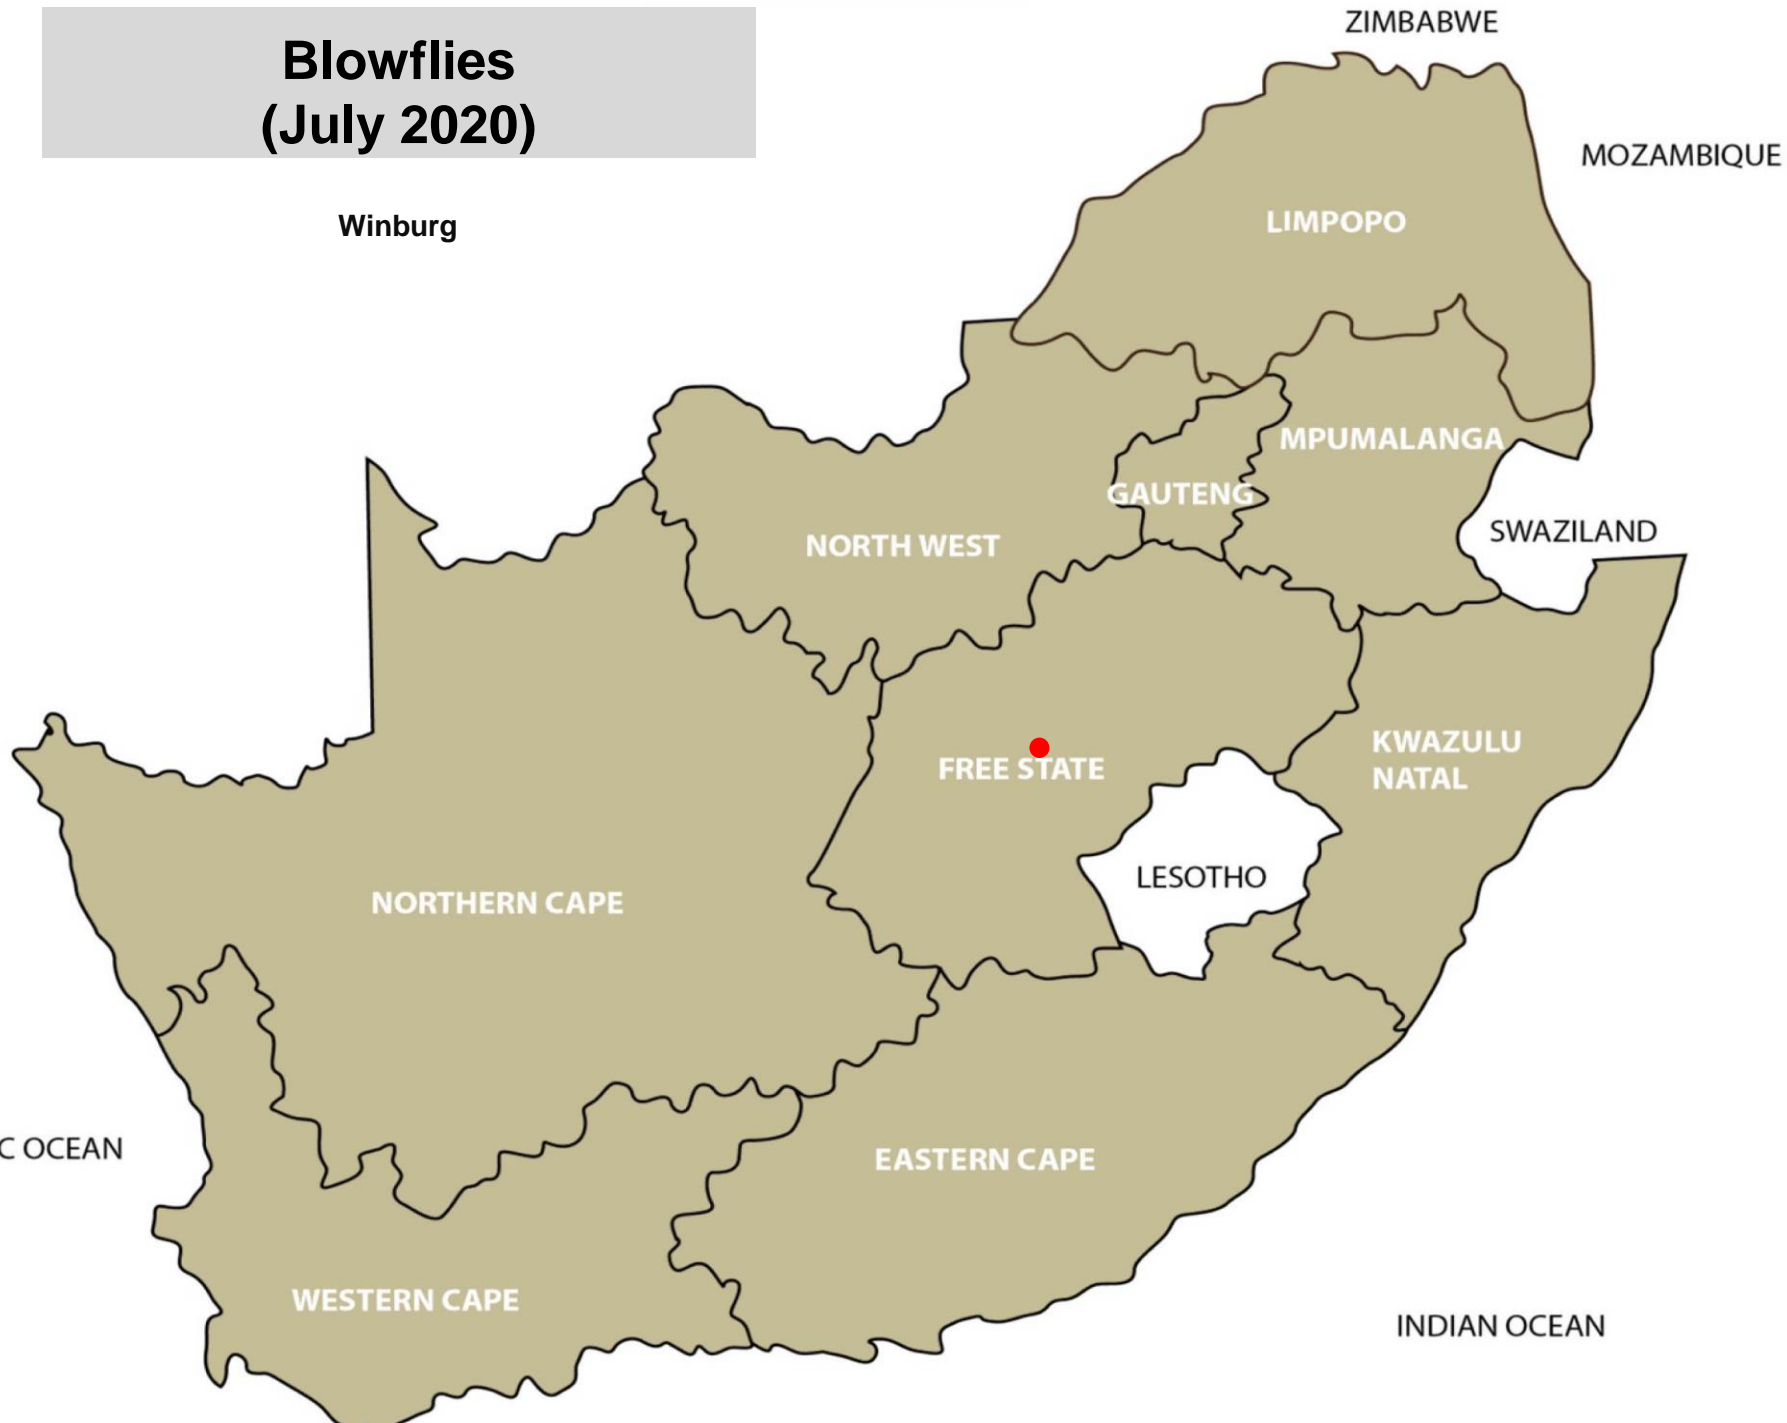 Blowflies
(July 2020)
Winburg
ZIMBABWE
MOZAMBIQUE
LIMPOPO
MPUMALANGA
GAUTENG
SWAZILAND
NORTH WEST
KWAZULU
NATAL
FREE STATE
LESOTHO
NORTHERN CAPE
C OCEAN
EASTERN CAPE
WESTERN CAPE
INDIAN OCEAN